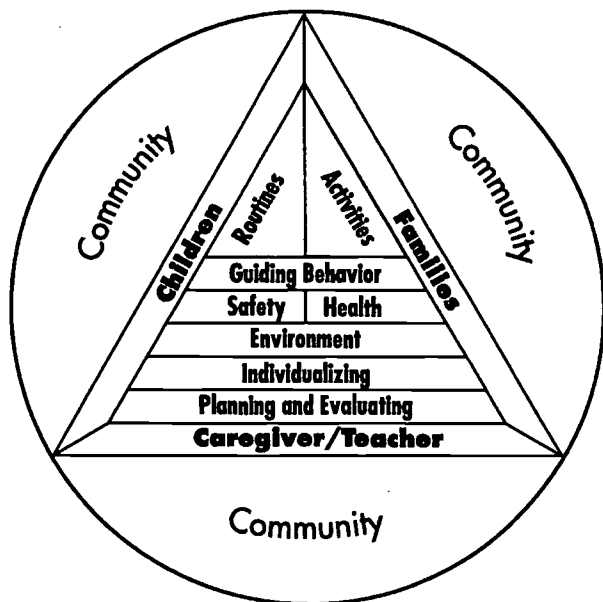 Community
Community
Children
Routines
Activities
Families
Guiding Behavior
Safety
Health
Environment
Individualizing
Planning and Evaluating
Caregiver/Teacher
Community